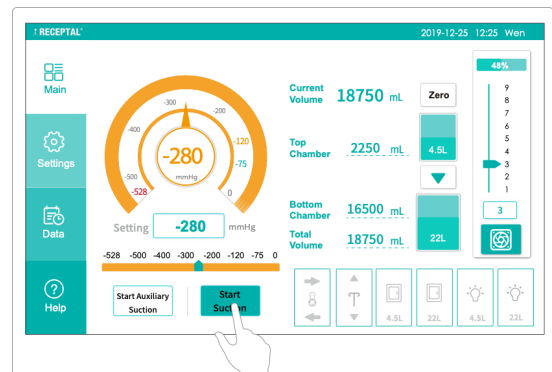 RECEPTAL®
2019-12-25 12:25 Wen
Main
Settings
Data
Help
-300
-400
-200
-500
-120
-528
-75
0
-280
mmHg
Setting -280 mmHg
-528 -500 -400 -300 -200 -120 -75 0
Start Auxiliary
Suction
Start
Suction
Current
Volume 18750 mL Zero
Top
Chamber 2250 mL 4.5L
Bottom
Chamber 16500 mL
Total
Volume 18750 mL 22L
48%
9
8
7
6
5
4
3
2
1
3
4.5L 22L 4.5L 22L